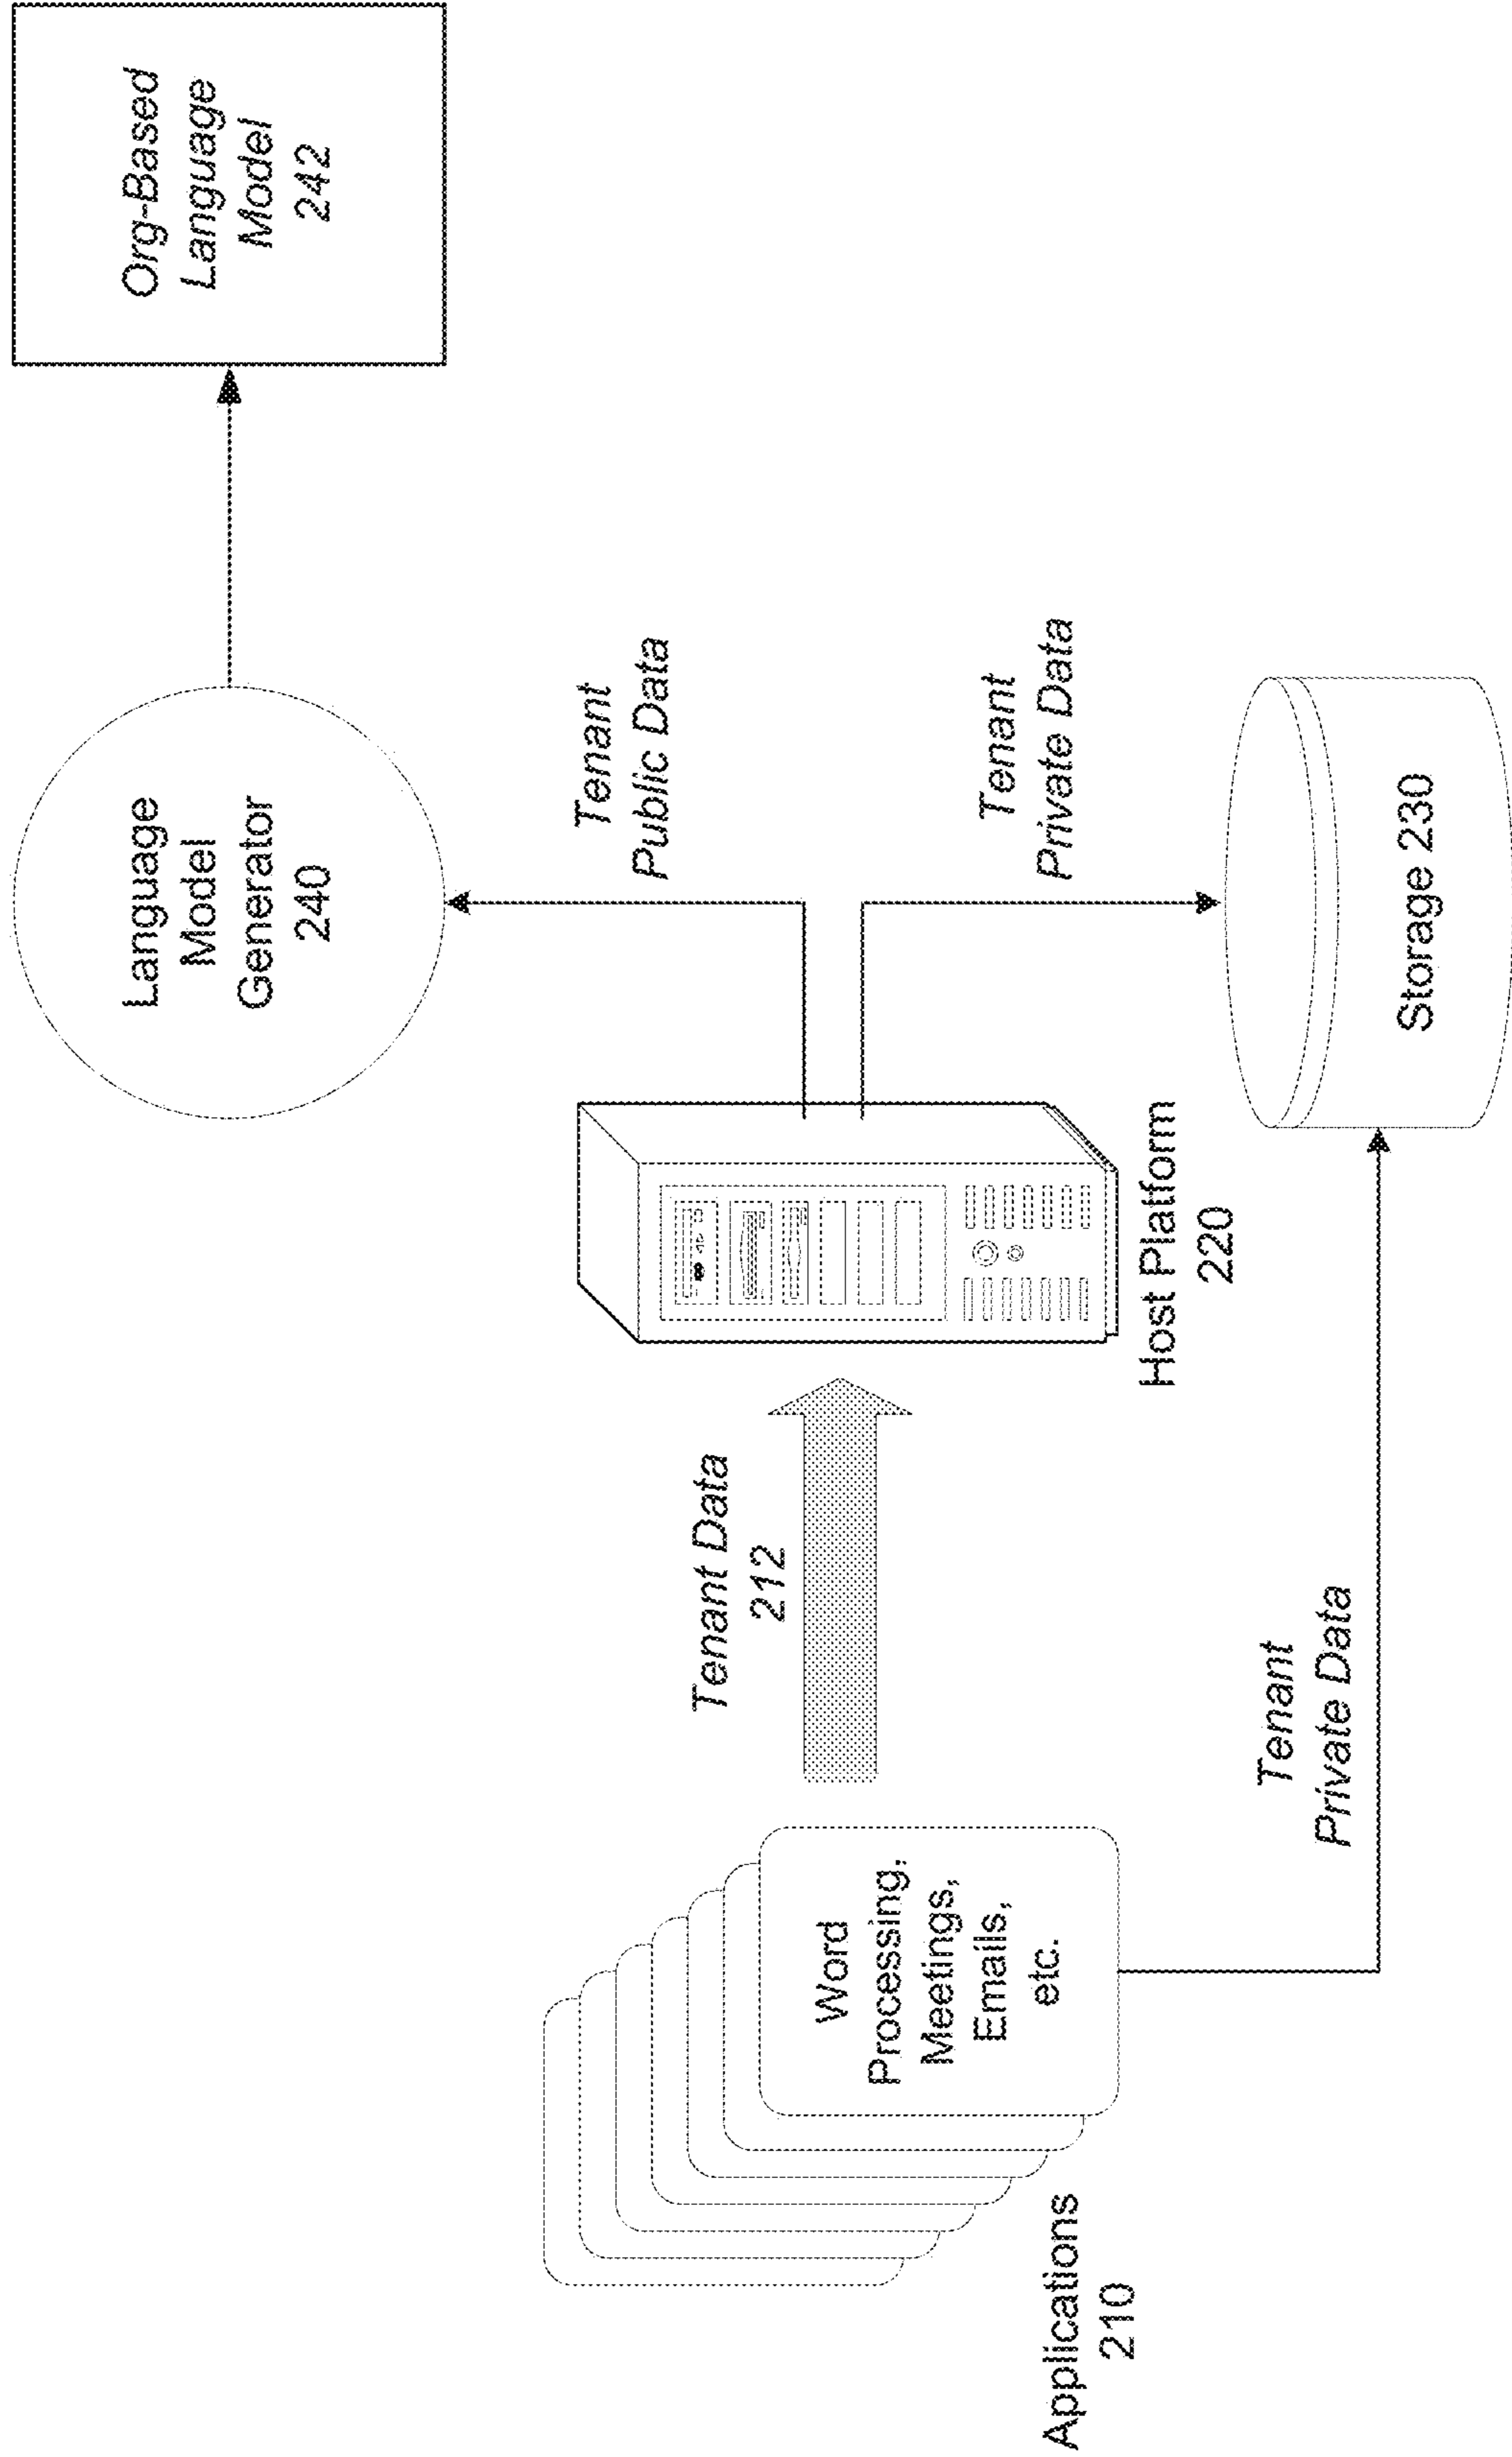 Language
Model
Generator
240
Org-Based
Language
Model
242
Tenant
Public Data
Tenant Data
212
Word
Processing,
Meetings,
Emails,
etc.
Applications
210
Host Platform
220
Tenant
Private Data
Tenant
Private Data
Storage 230